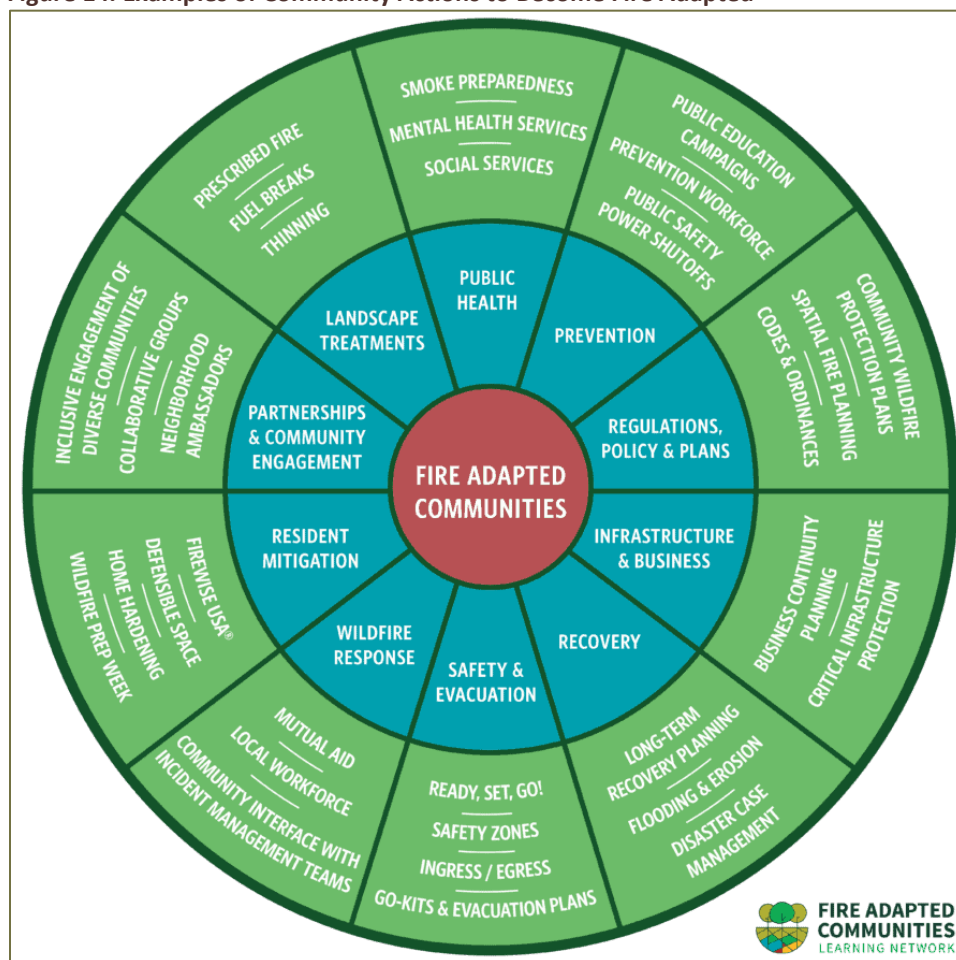 FIRE ADAPTED
COMMUNITIES
PUBLIC
HEALTH
PREVENTION
REGULATIONS,
POLICY & PLANS
INFRASTRUCTURE
& BUSINESS
RECOVERY
SAFETY &
EVACUATION
WILDFIRE
RESPONSE
RESIDENT
MITIGATION
PARTNERSHIPS
& COMMUNITY
ENGAGEMENT
LANDSCAPE
TREATMENTS
SMOKE PREPAREDNESS
MENTAL HEALTH SERVICES
SOCIAL SERVICES
PUBLIC EDUCATION
CAMPAIGNS
PREVENTION WORKFORCE
PUBLIC SAFETY
POWER SHUTOFFS
COMMUNITY WILDFIRE
PROTECTION PLANS
SPATIAL FIRE PLANNING
CODES & ORDINANCES
BUSINESS CONTINUITY
PLANNING
CRITICAL INFRASTRUCTURE
PROTECTION
LONG-TERM
RECOVERY PLANNING
FLOODING & EROSION
DISASTER CASE
MANAGEMENT
READY, SET, GO!
SAFETY ZONES
INGRESS / EGRESS
GO-KITS & EVACUATION PLANS
MUTUAL AID
LOCAL WORKFORCE
COMMUNITY INTERFACE WITH
INCIDENT MANAGEMENT TEAMS
FIREWISE USA®
DEFENSIBLE SPACE
HOME HARDENING
WILDFIRE PREP WEEK
INCLUSIVE ENGAGEMENT OF
DIVERSE COMMUNITIES
COLLABORATIVE GROUPS
NEIGHBORHOOD
AMBASSADORS
PRESCRIBED FIRE
FUEL BREAKS
THINNING
FIRE ADAPTED
COMMUNITIES
LEARNING NETWORK